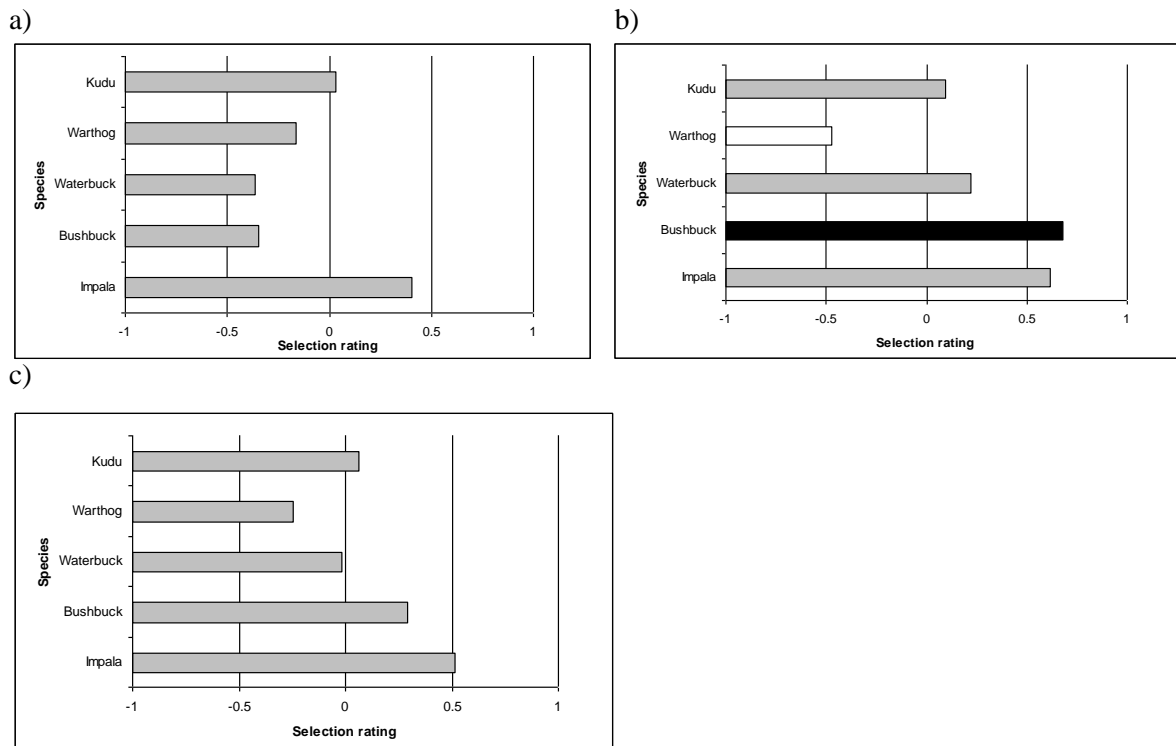 a)
Kudu
Warthog
Waterbuck
Bushbuck
Impala
Species
-1 -0.5 0 0.5 1
Selection rating
b)
Kudu
Warthog
Waterbuck
Bushbuck
Impala
Species
-1 -0.5 0 0.5 1
Selection rating
c)
Kudu
Warthog
Waterbuck
Bushbuck
Impala
Species
-1 -0.5 0 0.5 1
Selection rating